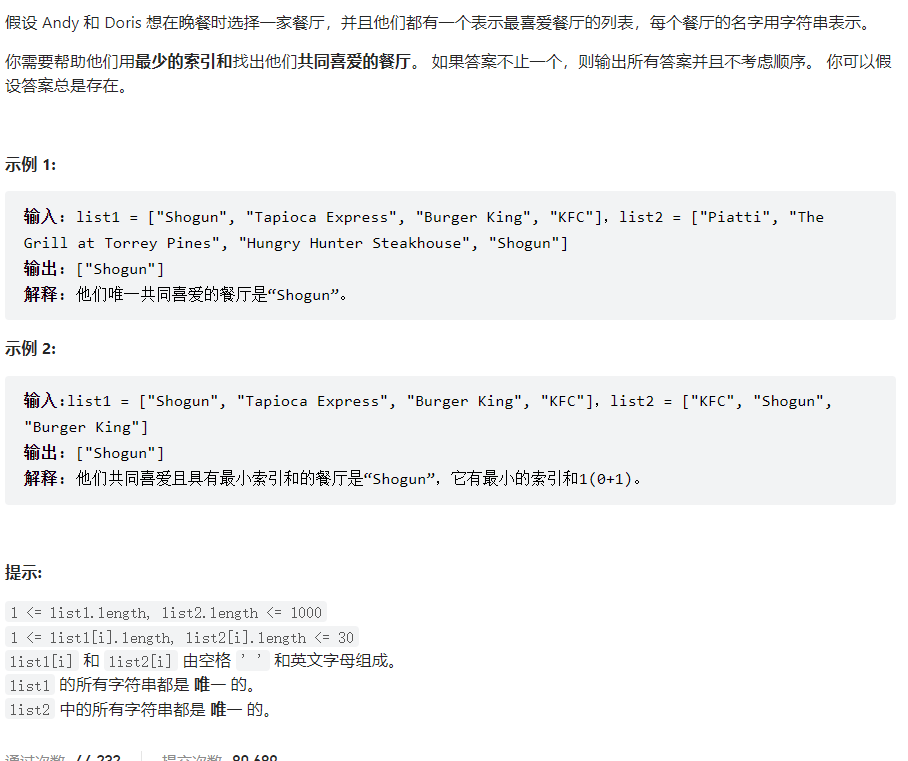 假设 Andy 和 Doris 想在晚餐时选择一家餐厅，并且他们都有一个表示最喜爱餐厅的列表，每个餐厅的名字用字符串表示。
你需要帮助他们用最少的索引和找出他们共同喜爱的餐厅。 如果答案不止一个，则输出所有答案并且不考虑顺序。 你可以假
设答案总是存在。
示例 1:
输入: list1 = ["Shogun", "Tapioca Express", "Burger King", "KFC"]，list2 = ["Piatti", "The
Grill at Torrey Pines", "Hungry Hunter Steakhouse", "Shogun"]
输出: ["Shogun"]
解释: 他们唯一共同喜爱的餐厅是“Shogun”。
示例 2:
输入:list1 = ["Shogun", "Tapioca Express", "Burger King", "KFC"]，list2 = ["KFC", "Shogun",
"Burger King"]
输出: ["Shogun"]
解释: 他们共同喜爱且具有最小索引和的餐厅是“Shogun”，它有最小的索引和1(0+1)。
提示:
1 <= list1.length, list2.length <= 1000
1 <= list1[i].length, list2[i].length <= 30
list1[i] 和 list2[i] 由空格 ' ' 和英文字母组成。
list1 的所有字符串都是 唯一 的。
list2 中的所有字符串都是 唯一 的。
通过次数 提交次数